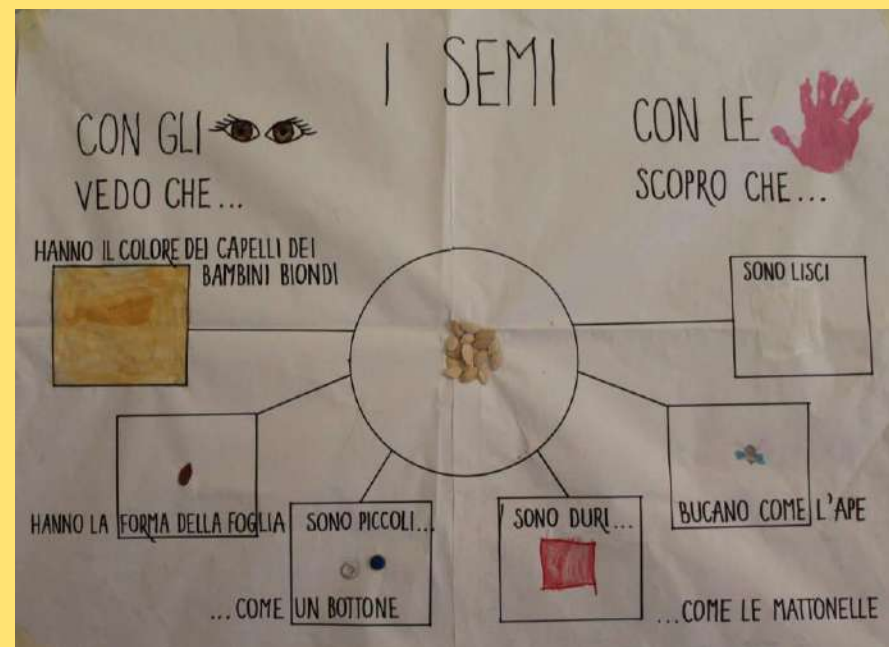 I SEMI
CON GLI
VEDO CHE...
CON LE
SCOPRO CHE...
HANNO IL COLORE DEI CAPELLI DEI
BAMBINI BIONDI
SONO LISCI
HANNO LA FORMA DELLA FOGLIA
SONO PICCOLI...
...COME UN BOTTONE
SONO DURI...
...COME LE MATTONELLE
BUCANO COME L'APE